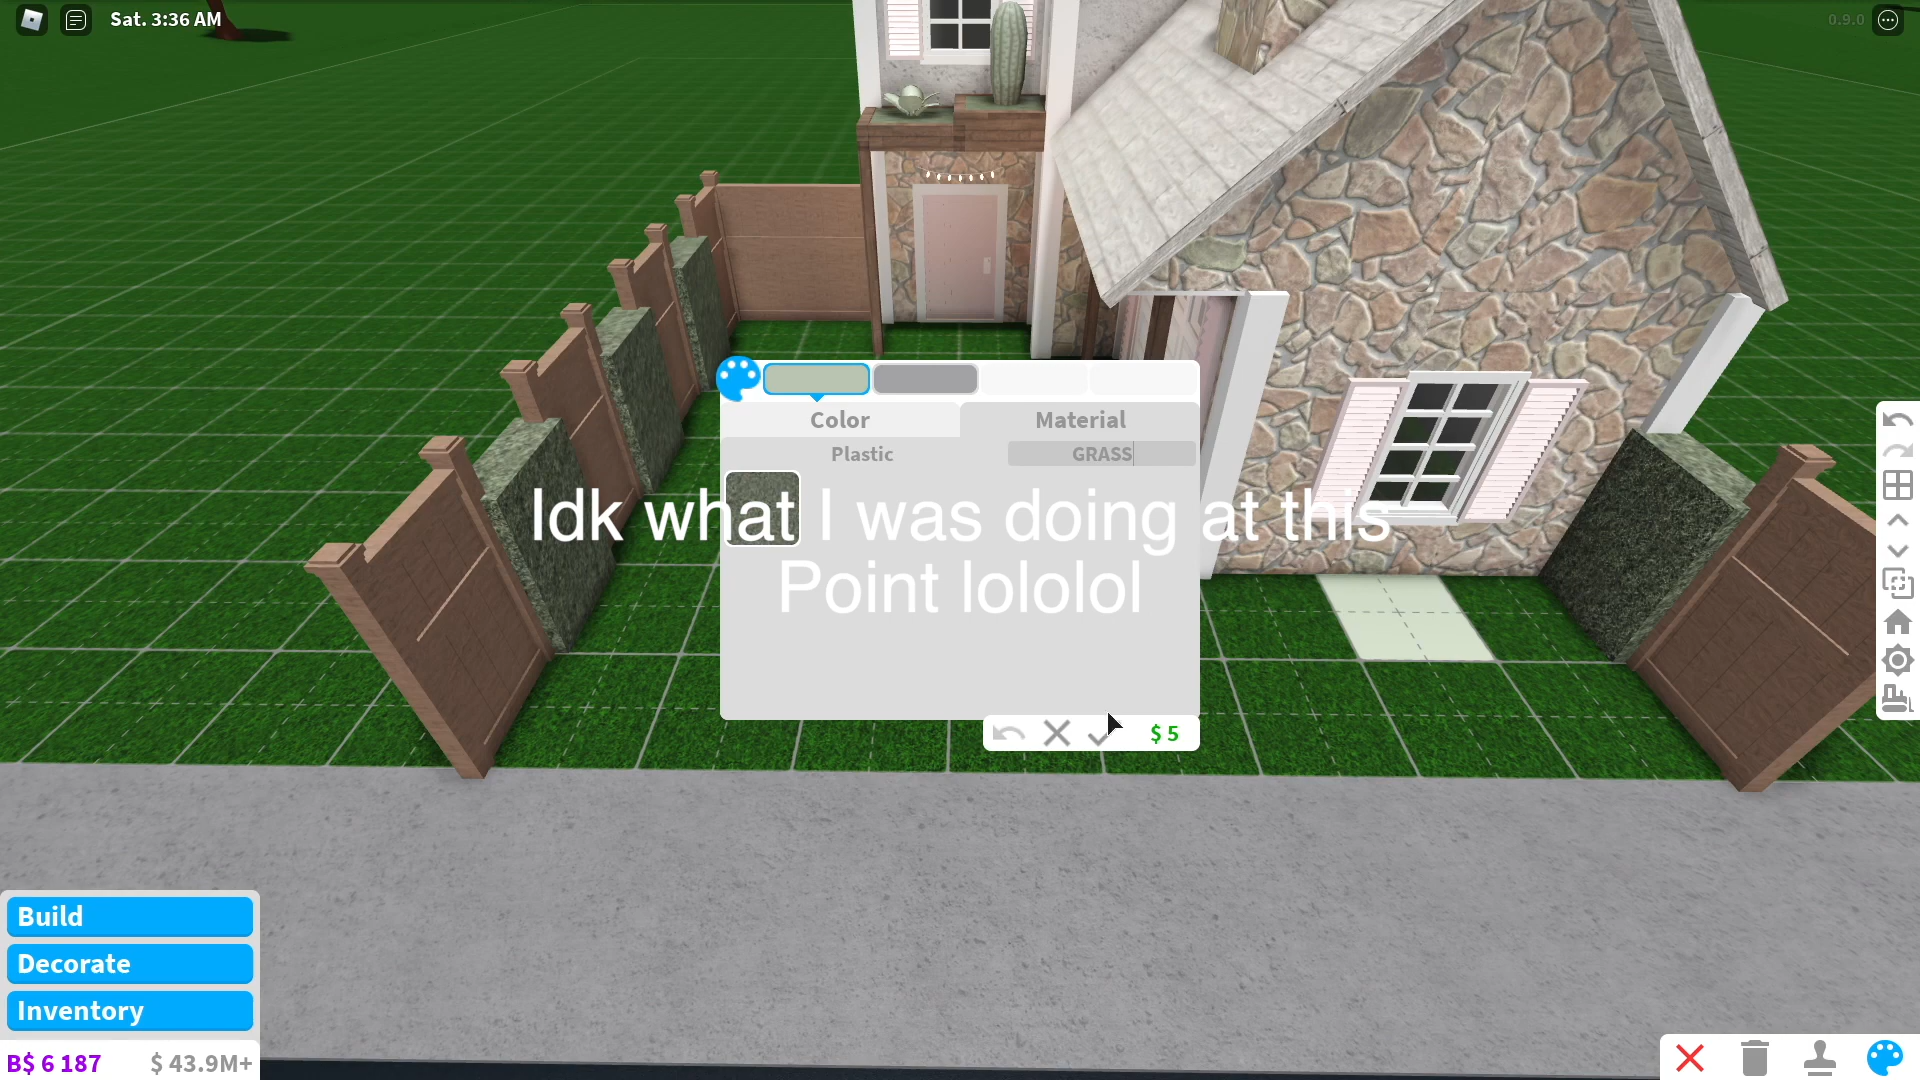 Sat. 3:36 AM
0.9.0
Color
Material
Plastic
GRASS
Idk what I was doing at this
Point lololol
$ 5
Build
Decorate
Inventory
B$ 6 187
$ 43.9M+